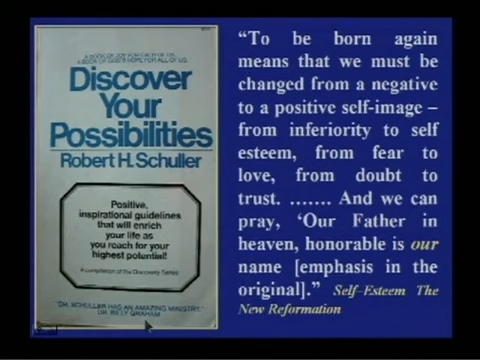 A BOOK OF JOY FOR EACH OF US,
A BOOK OF GOD'S HOPE FOR ALL OF US.
Discover
Your
Possibilities
Robert H. Schuller
Positive,
inspirational guidelines
that will enrich
your life as
you reach for your
highest potential!
A compilation of the Discovery Series
"DR. SCHULLER HAS AN AMAZING MINISTRY."
DR. BILLY GRAHAM
“To be born again
means that we must be
changed from a negative
to a positive self-image –
from inferiority to self
esteem, from fear to
love, from doubt to
trust. ……. And we can
pray, ‘Our Father in
heaven, honorable is our
name [emphasis in the
original].” Self–Esteem The
New Reformation